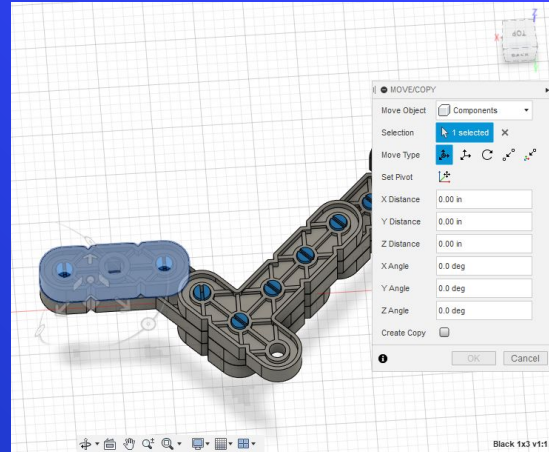 Z
X
TOP
BACK
MOVE/COPY
Move Object Components
Selection 1 selected
Move Type
Set Pivot
X Distance 0.00 in
Y Distance 0.00 in
Z Distance 0.00 in
X Angle 0.0 deg
Y Angle 0.0 deg
Z Angle 0.0 deg
Create Copy
OK Cancel
Black 1x3 v1:1